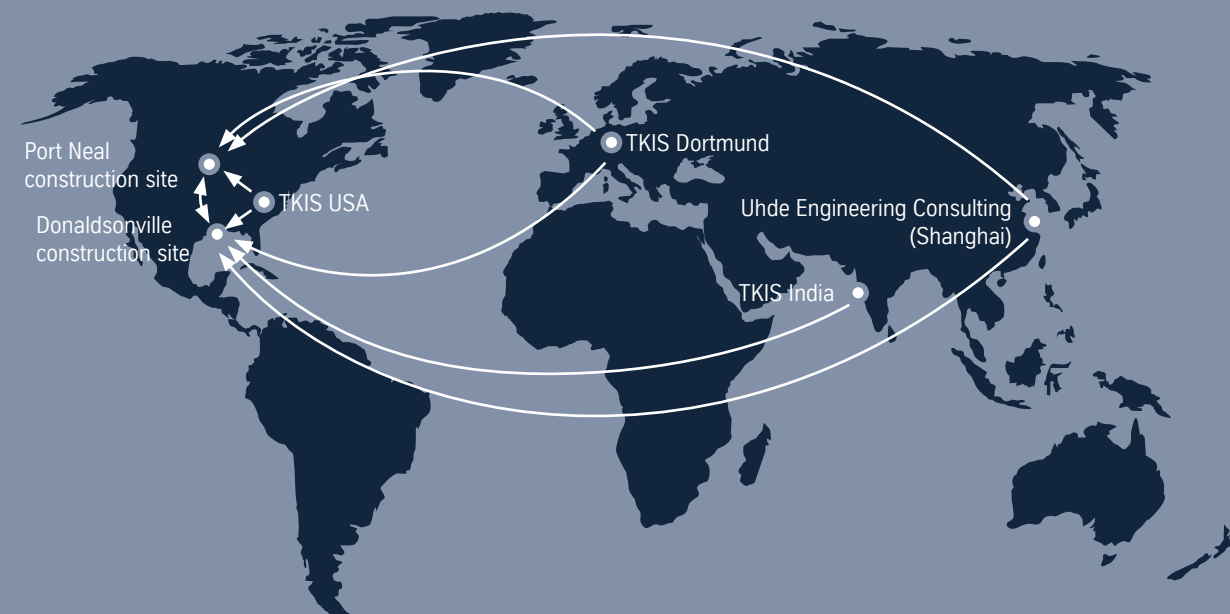 Port Neal
construction site
Donaldsonville
construction site
TKIS USA
TKIS Dortmund
Uhde Engineering Consulting
(Shanghai)
TKIS India